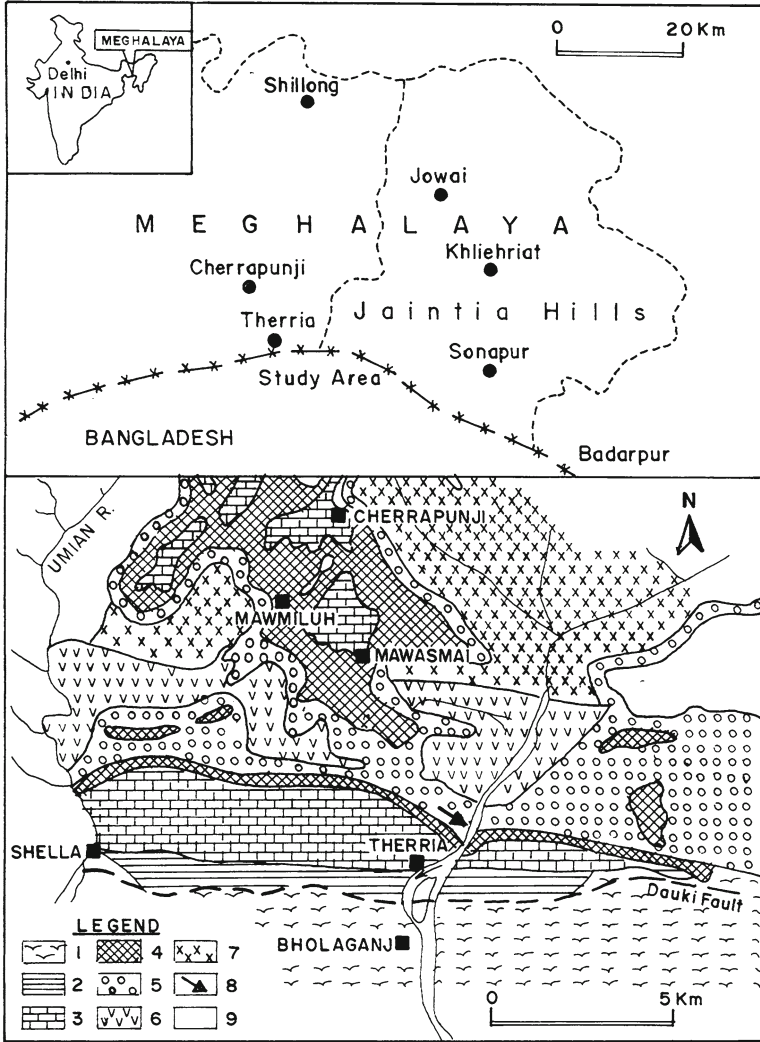 MEGHALAYA
Delhi
INDIA
0 20 Km
Shillong
Jowai
MEGHALAYA
Khliehriat
Cherrapunji
Jaintia Hills
Therria
Sonapur
Study Area
BANGLADESH
Badarpur
UMIAN R.
CHERRAPUNJI
N
MAWMILUH
MAWASMAI
SHELLA
THERRIA
Dauki Fault
LEGEND
1 4 7
2 5 8
3 6 9
BHOLAGANJ
0 5 Km